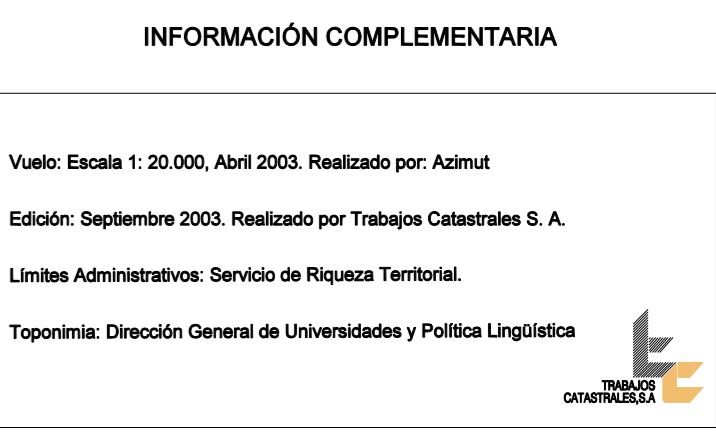 INFORMACIÓN COMPLEMENTARIA
Vuelo: Escala 1: 20.000, Abril 2003. Realizado por: Azimut
Edición: Septiembre 2003. Realizado por Trabajos Catastrales S. A.
Límites Administrativos: Servicio de Riqueza Territorial.
Toponimia: Dirección General de Universidades y Política Lingüística
TRABAJOS
CATASTRALES,S.A